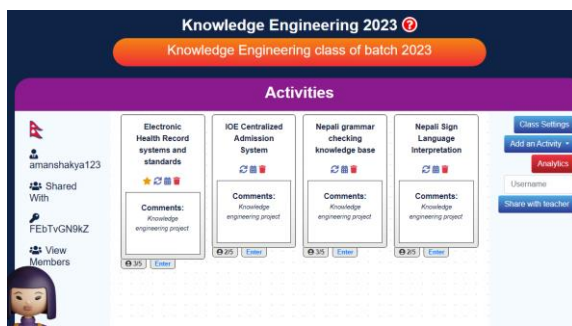 Knowledge Engineering 2023 ?
Knowledge Engineering class of batch 2023
Activities
amanshakya123
Shared
With
FEbTvGN9kZ
View
Members
Electronic
Health Record
systems and
standards
Comments:
Knowledge
engineering project
3/5 Enter
IOE Centralized
Admission
System
Comments:
Knowledge
engineering project
2/5 Enter
Nepali grammar
checking
knowledge base
Comments:
Knowledge
engineering project
3/5 Enter
Nepali Sign
Language
Interpretation
Comments:
Knowledge
engineering project
2/5 Enter
Class Settings
Add an Activity
Analytics
Username
Share with teacher